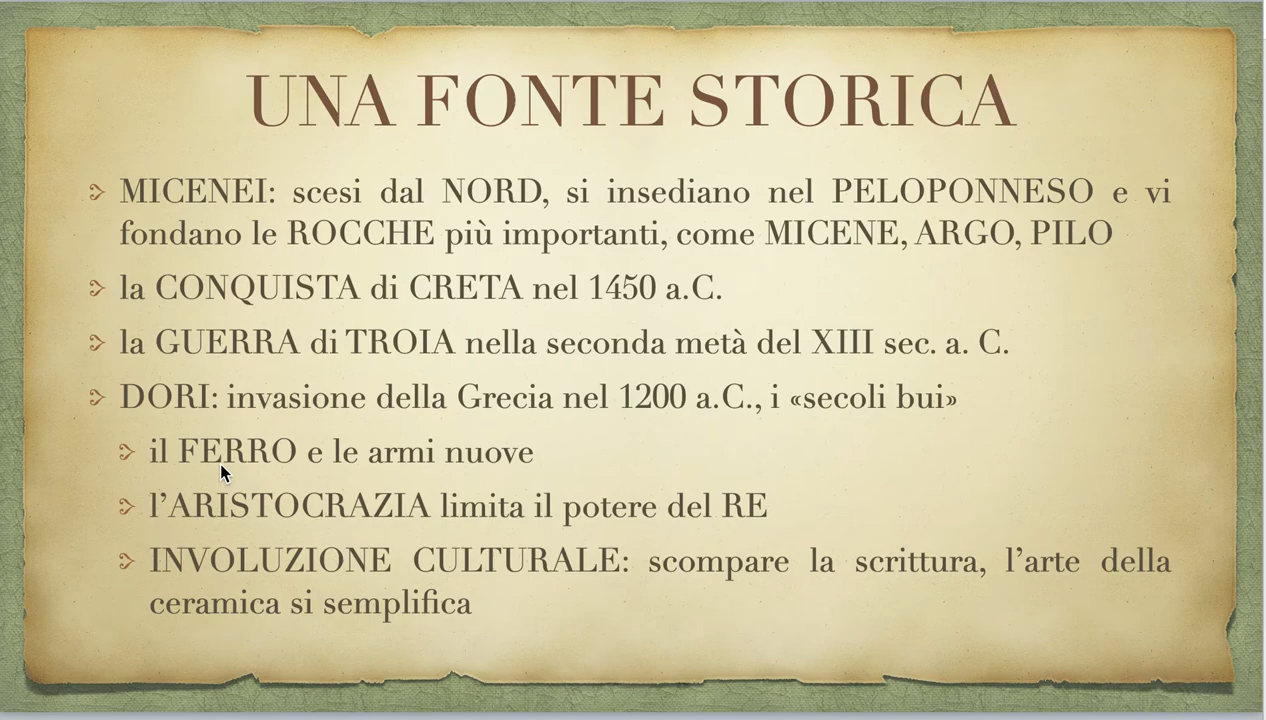 UNA FONTE STORICA
MICENEI: scesi dal NORD, si insediano nel PELOPONNESO e vi
fondano le ROCCHE più importanti, come MICENE, ARGO, PILO
la CONQUISTA di CRETA nel 1450 a.C.
la GUERRA di TROIA nella seconda metà del XIII sec. a. C.
DORI: invasione della Grecia nel 1200 a.C., i «secoli bui»
il FERRO e le armi nuove
l’ARISTOCRAZIA limita il potere del RE
INVOLUZIONE CULTURALE: scompare la scrittura, l’arte della
ceramica si semplifica